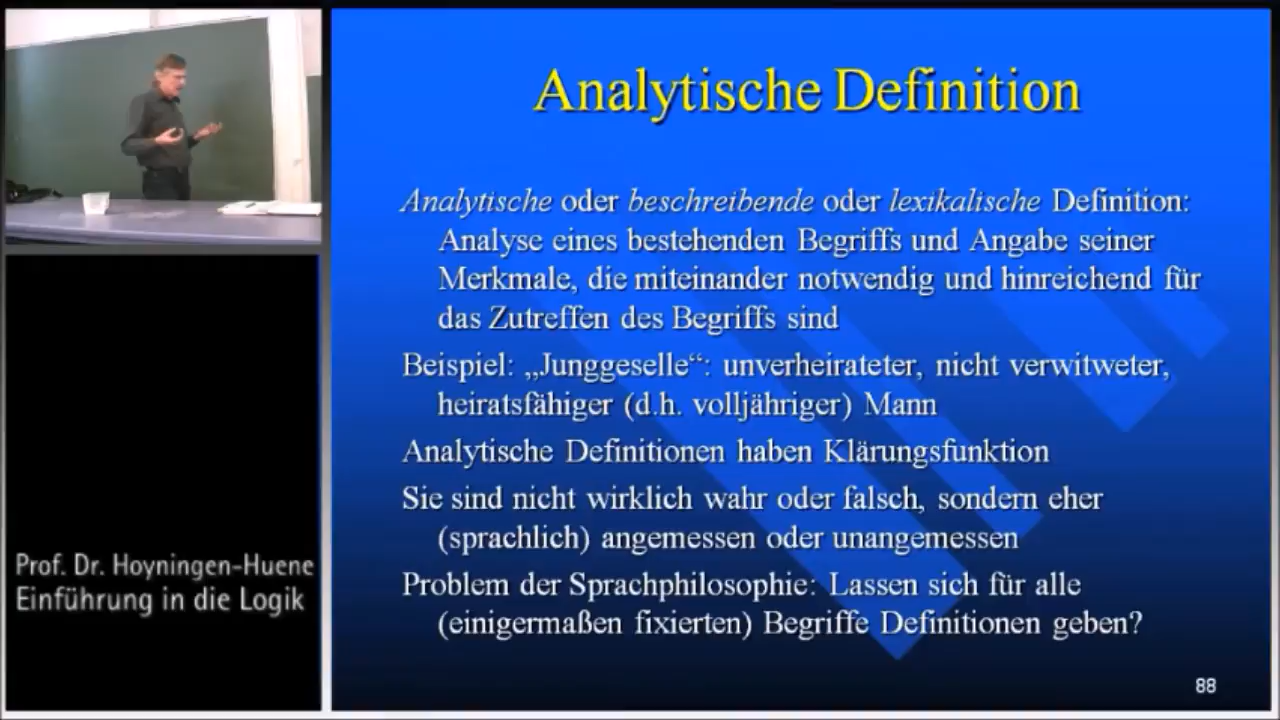 Analytische Definition
Analytische oder beschreibende oder lexikalische Definition:
Analyse eines bestehenden Begriffs und Angabe seiner
Merkmale, die miteinander notwendig und hinreichend für
das Zutreffen des Begriffs sind
Beispiel: „Junggeselle“: unverheirateter, nicht verwitweter,
heiratsfähiger (d.h. volljähriger) Mann
Analytische Definitionen haben Klärungsfunktion
Sie sind nicht wirklich wahr oder falsch, sondern eher
(sprachlich) angemessen oder unangemessen
Problem der Sprachphilosophie: Lassen sich für alle
(einigermaßen fixierten) Begriffe Definitionen geben?
88
Prof. Dr. Hoyningen-Huene
Einführung in die Logik